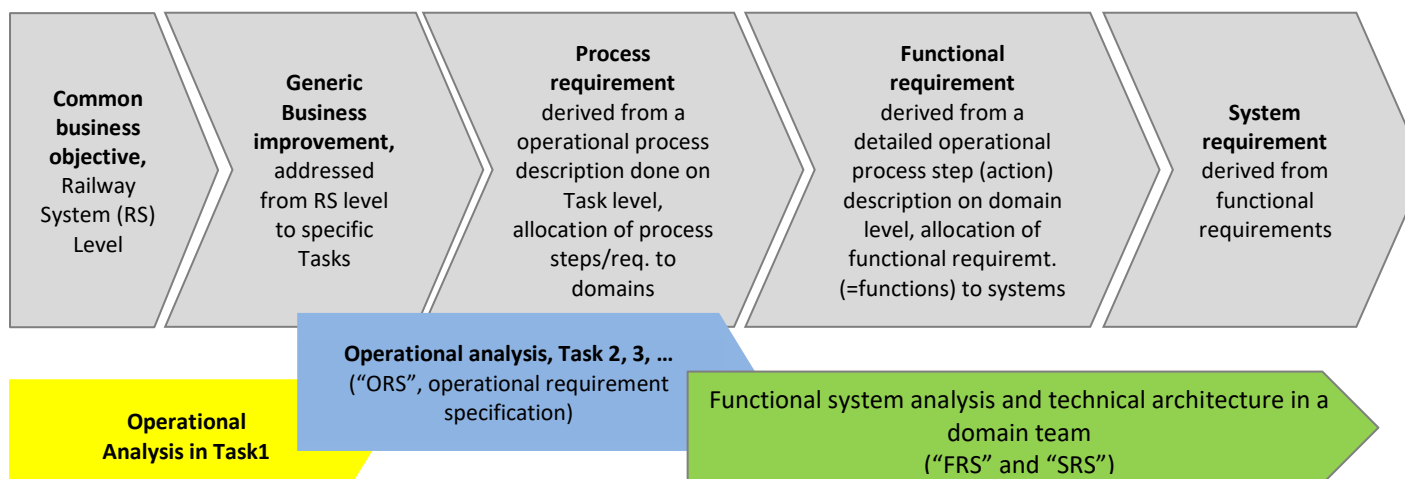 Common
business
objective,
Railway
System (RS)
Level
Generic
Business
improvement,
addressed
from RS level
to specific
Tasks
Process
requirement
derived from a
operational process
description done on
Task level,
allocation of process
steps/req. to
domains
Functional
requirement
derived from a
detailed operational
process step (action)
description on domain
level, allocation of
functional requiremt.
(=functions) to systems
System
requirement
derived from
functional
requirements
Operational analysis, Task 2, 3, …
(“ORS”, operational requirement
specification)
Operational
Analysis in Task1
Functional system analysis and technical architecture in a
domain team
(“FRS” and “SRS”)